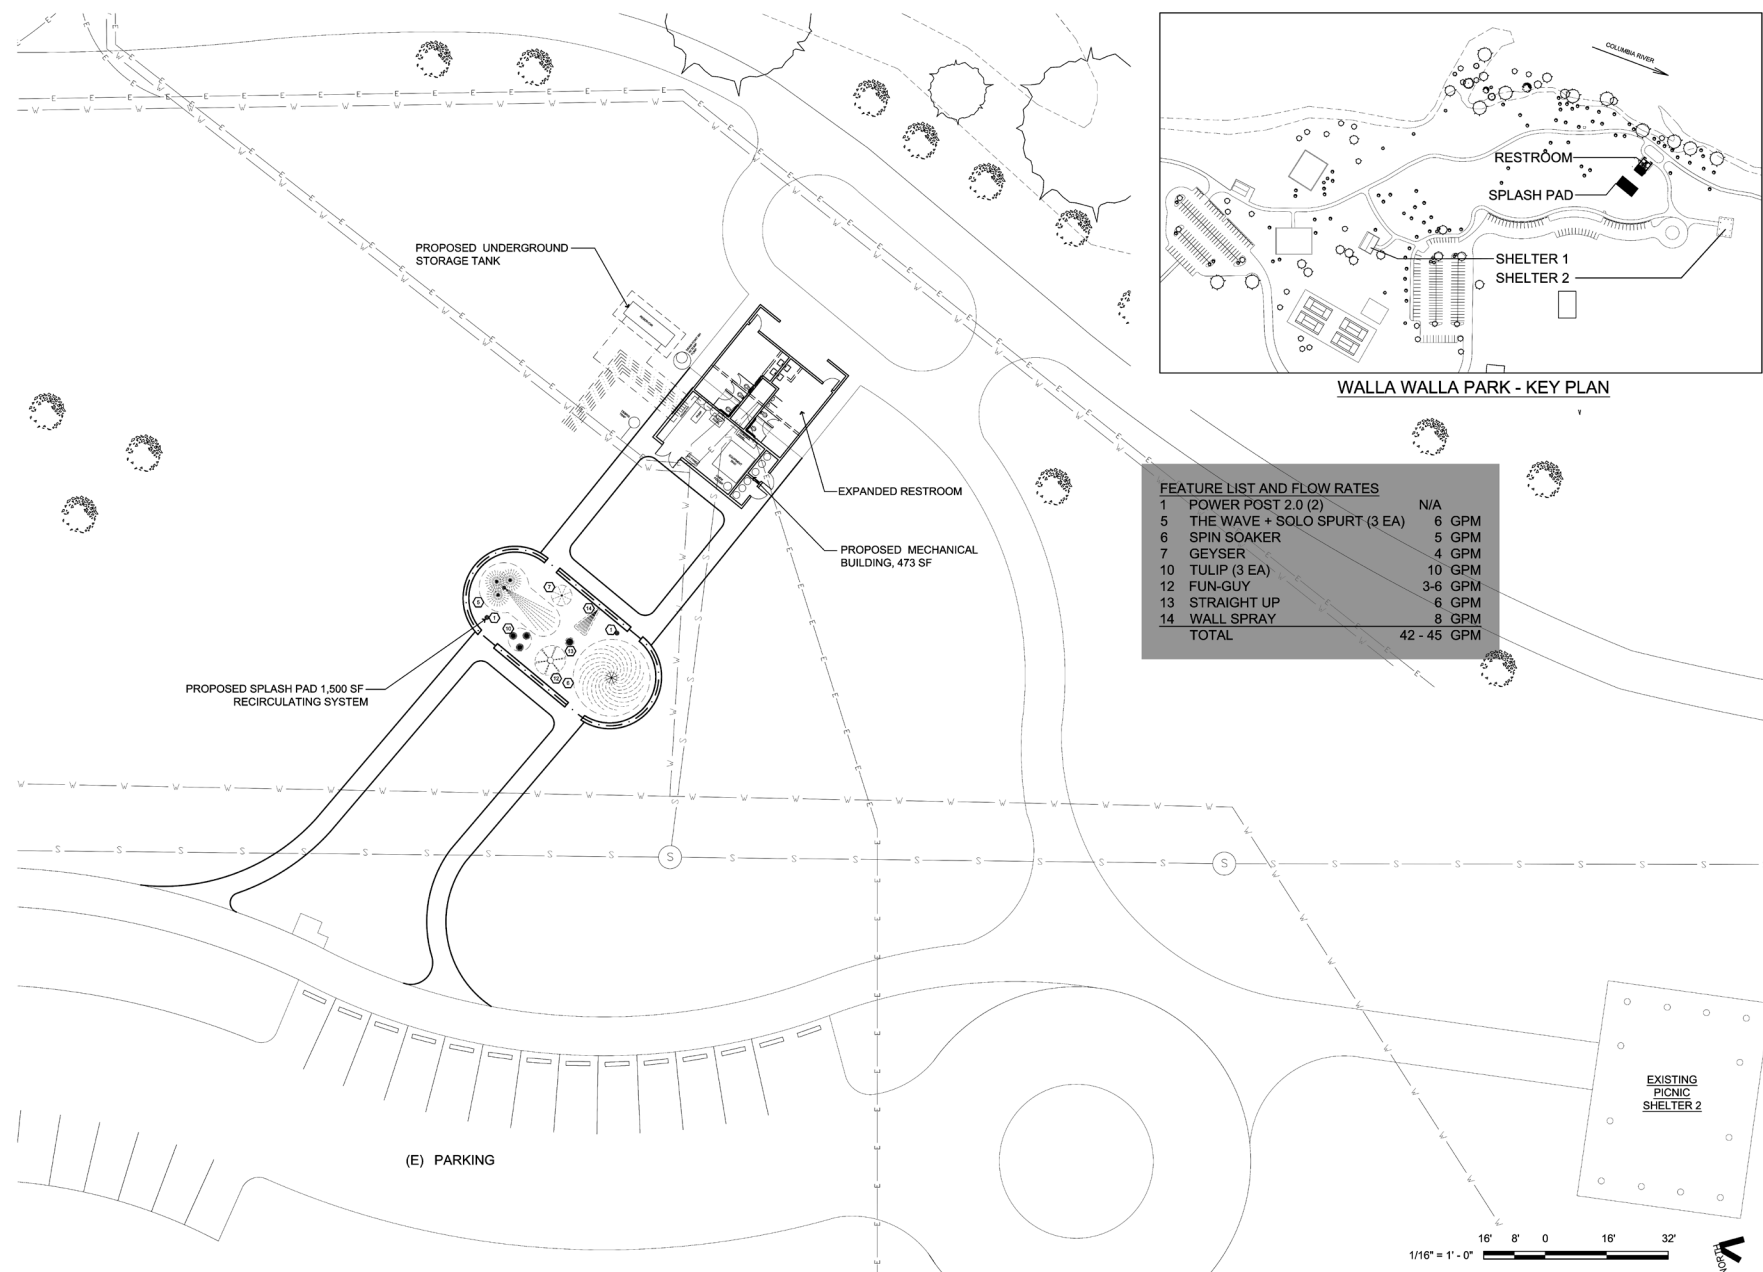 COLUMBIA RIVER
RESTROOM
SPLASH PAD
SHELTER 1
SHELTER 2
WALLA WALLA PARK - KEY PLAN
PROPOSED UNDERGROUND
STORAGE TANK
FEATURE LIST AND FLOW RATES
1 POWER POST 2.0 (2) N/A
5 THE WAVE + SOLO SPURT (3 EA) 6 GPM
6 SPIN SOAKER 5 GPM
7 GEYSER 4 GPM
10 TULIP (3 EA) 10 GPM
12 FUN-GUY 3-6 GPM
13 STRAIGHT UP 6 GPM
14 WALL SPRAY 8 GPM
TOTAL 42 - 45 GPM
EXPANDED RESTROOM
PROPOSED MECHANICAL
BUILDING, 473 SF
PROPOSED SPLASH PAD 1,500 SF
RECIRCULATING SYSTEM
EXISTING
PICNIC
SHELTER 2
(E) PARKING
16' 8' 0 16' 32'
1/16" = 1' - 0"
NORTH